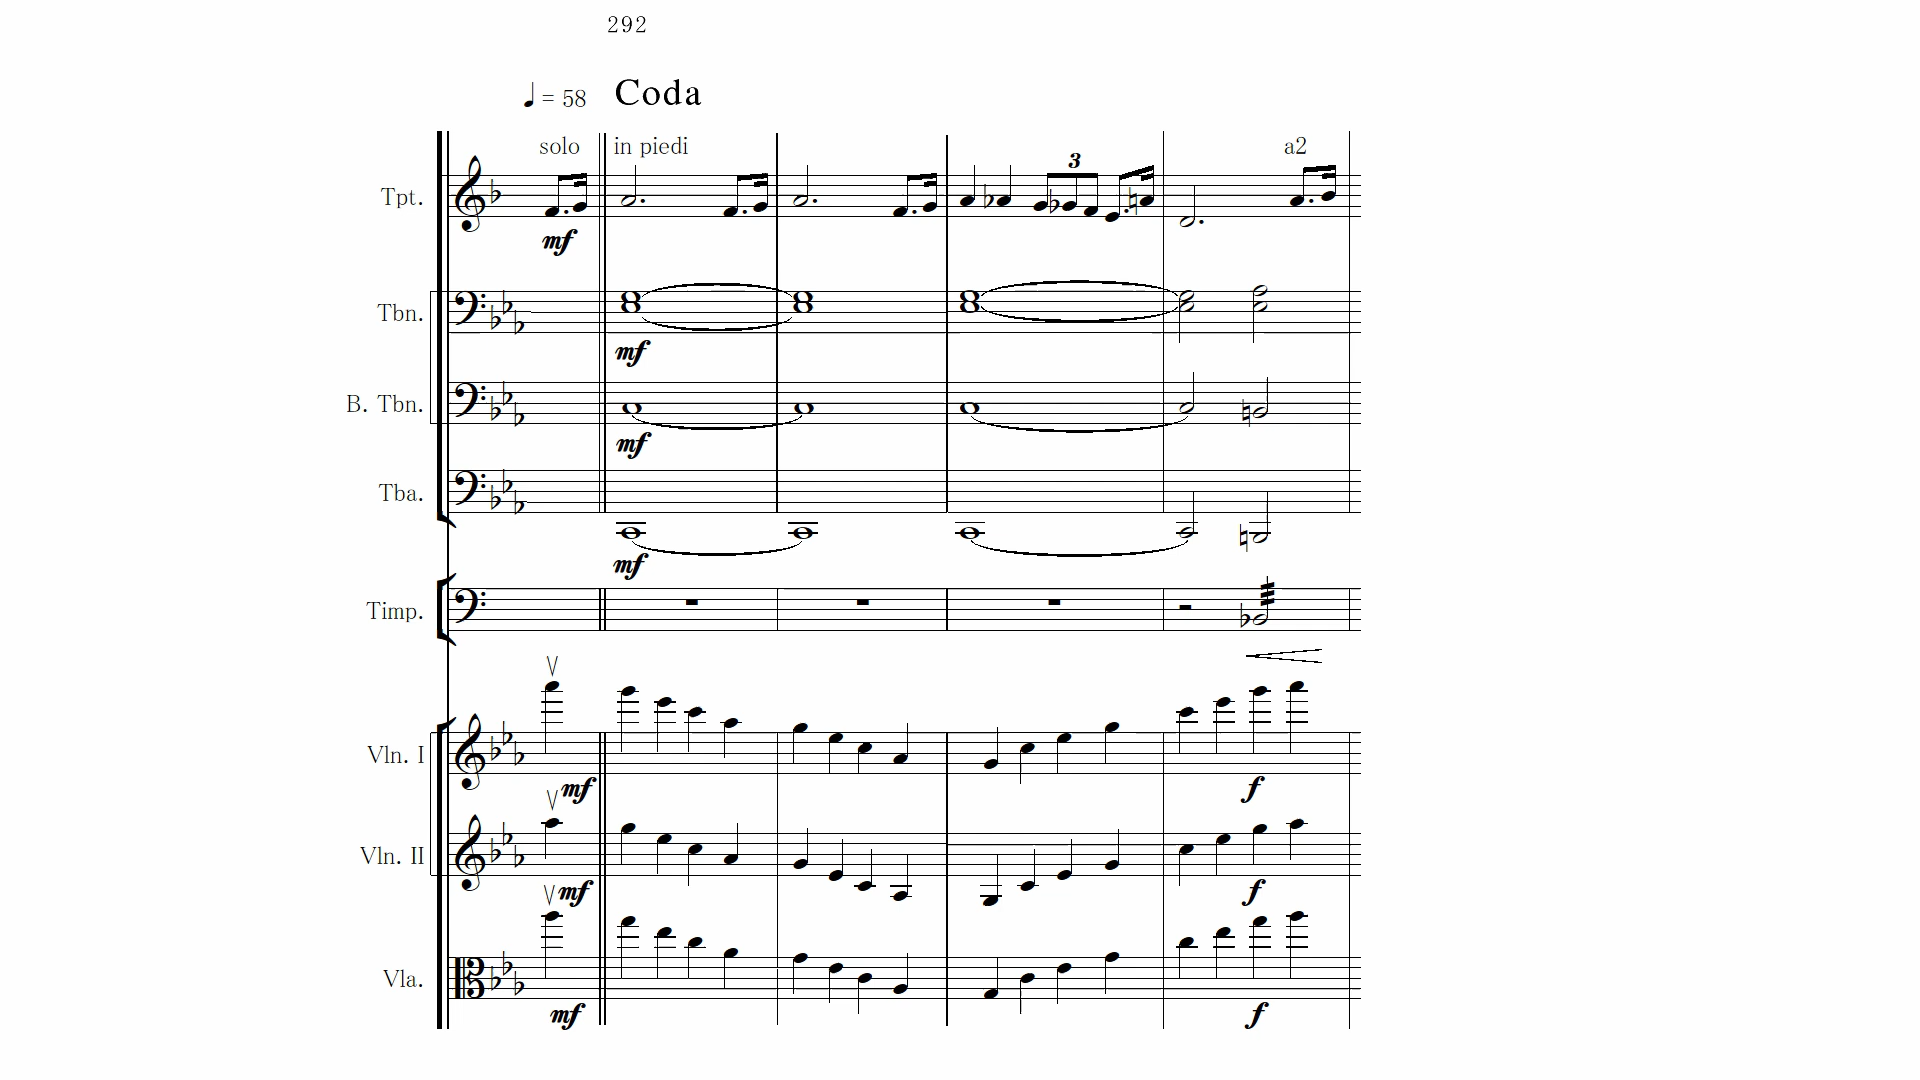 292
♩ = 58 Coda
solo in piedi a2
3
Tpt.
mf
Tbn.
mf
B. Tbn.
mf
Tba.
mf
Timp.
Vln. I
mf f
Vln. II
mf f
Vla.
mf f